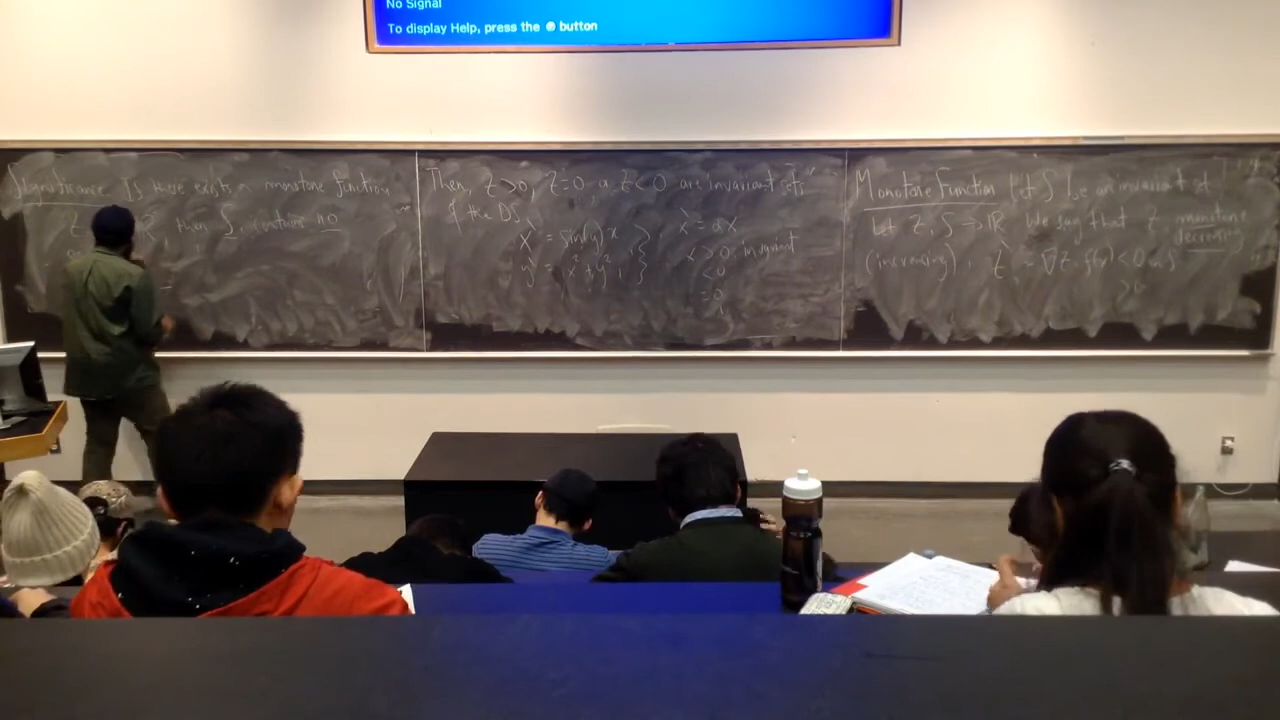 No Signal
To display Help, press the button
Significance Is there exists a monotone function
Z then S, contains no
Then, Z > 0, Z = 0 Z < 0 are invariant sets
of the DS
x' = sin(y) x
y' = x² + y²
x' = ax
x > 0 invariant
< 0
= 0
Monotone Function Let S be an invariant set
Let Z: S → ℝ We say that Z monotone
decreasing
(increasing), Z' = ∇Z · f(x) < 0 on S
> 0